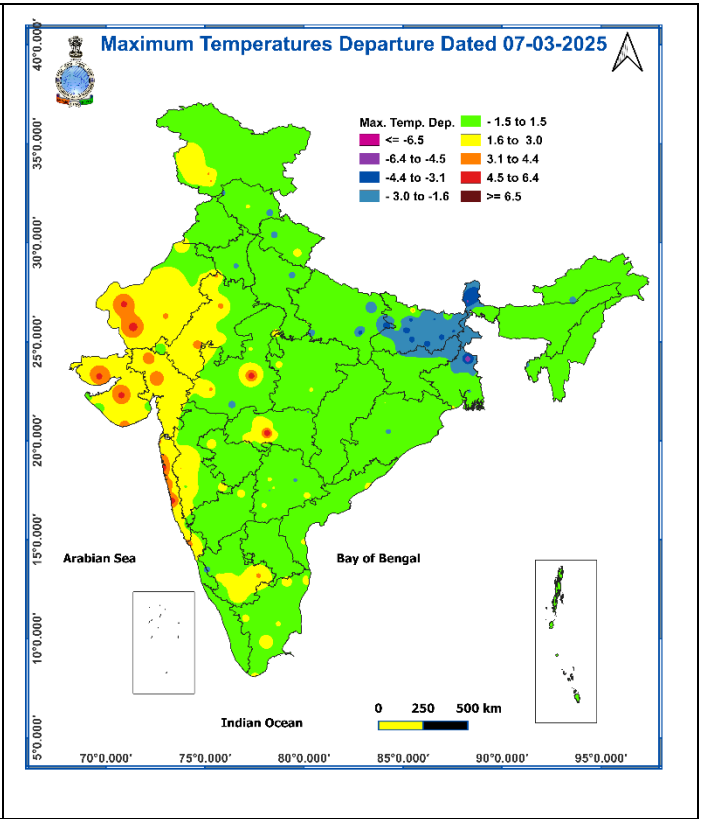 Maximum Temperatures Departure Dated 07-03-2025
Max. Temp. Dep.
<= -6.5
-6.4 to -4.5
-4.4 to -3.1
- 3.0 to -1.6
- 1.5 to 1.5
1.6 to 3.0
3.1 to 4.4
4.5 to 6.4
>= 6.5
40°0.000'
35°0.000'
30°0.000'
25°0.000'
20°0.000'
15°0.000'
10°0.000'
5°0.000'
Arabian Sea
Bay of Bengal
Indian Ocean
0 250 500 km
70°0.000' 75°0.000' 80°0.000' 85°0.000' 90°0.000' 95°0.000'